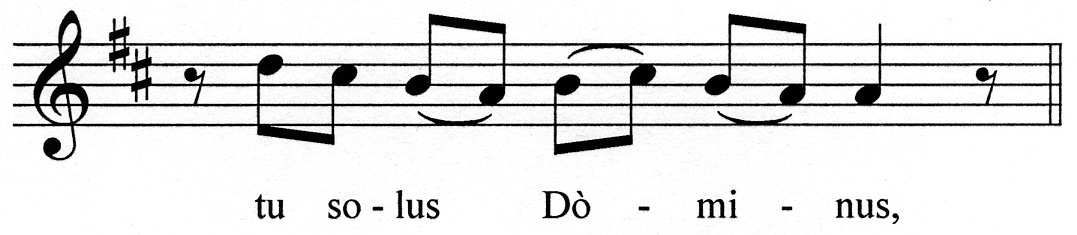 tu so - lus Dò - mi - nus,